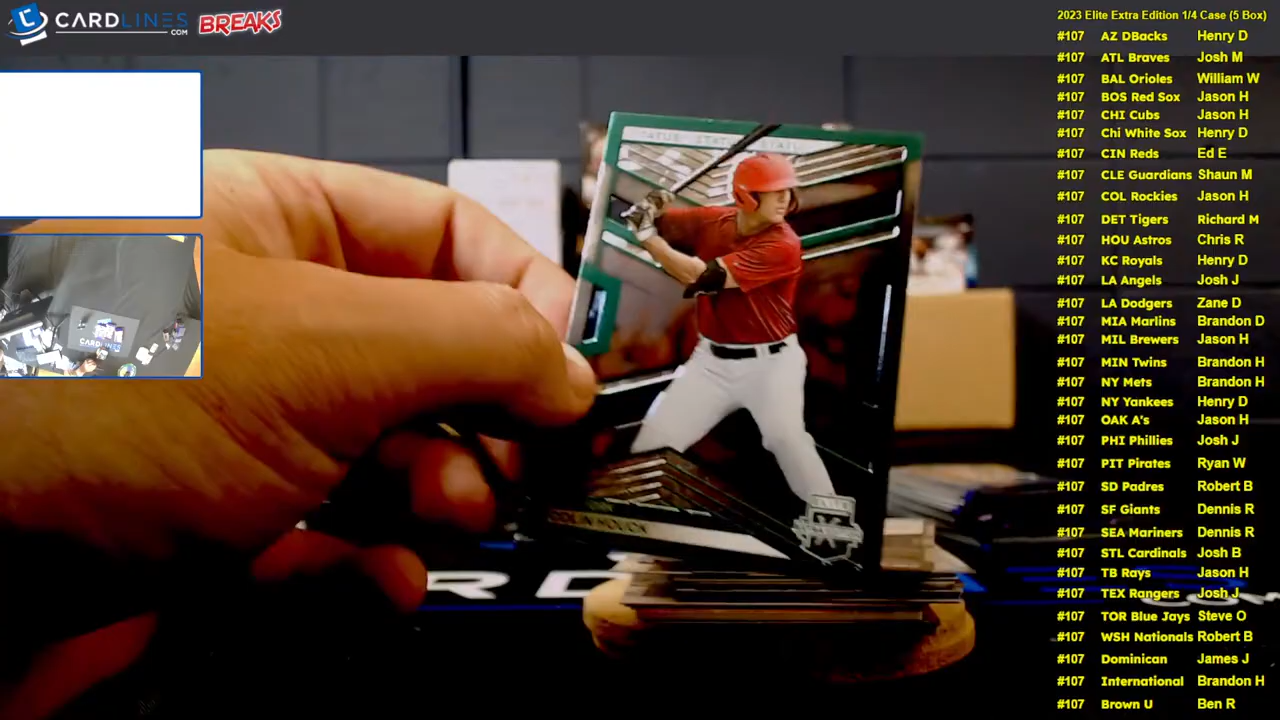 CARDLINES
.COM
BREAKS
2023 Elite Extra Edition 1/4 Case (5 Box)
#107 AZ DBacks Henry D
#107 ATL Braves Josh M
#107 BAL Orioles William W
#107 BOS Red Sox Jason H
#107 CHI Cubs Jason H
#107 Chi White Sox Henry D
#107 CIN Reds Ed E
#107 CLE Guardians Shaun M
#107 COL Rockies Jason H
#107 DET Tigers Richard M
#107 HOU Astros Chris R
#107 KC Royals Henry D
#107 LA Angels Josh J
#107 LA Dodgers Zane D
#107 MIA Marlins Brandon D
#107 MIL Brewers Jason H
#107 MIN Twins Brandon H
#107 NY Mets Brandon H
#107 NY Yankees Henry D
#107 OAK A's Jason H
#107 PHI Phillies Josh J
#107 PIT Pirates Ryan W
#107 SD Padres Robert B
#107 SF Giants Dennis R
#107 SEA Mariners Dennis R
#107 STL Cardinals Josh B
#107 TB Rays Jason H
#107 TEX Rangers Josh J
#107 TOR Blue Jays Steve O
#107 WSH Nationals Robert B
#107 Dominican James J
#107 International Brandon H
#107 Brown U Ben R